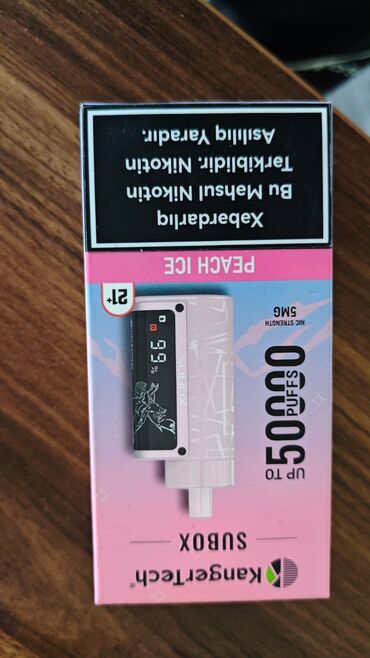 KangerTech®
SUBOX
UP TO
50000
PUFFS
NIC STRENGTH
5MG
99%
SUBOX
21+
PEACH ICE
Xəbərdarlıq
Bu Məhsul Nikotin
Tərkiblidir. Nikotin
Asılılıq Yaradır.